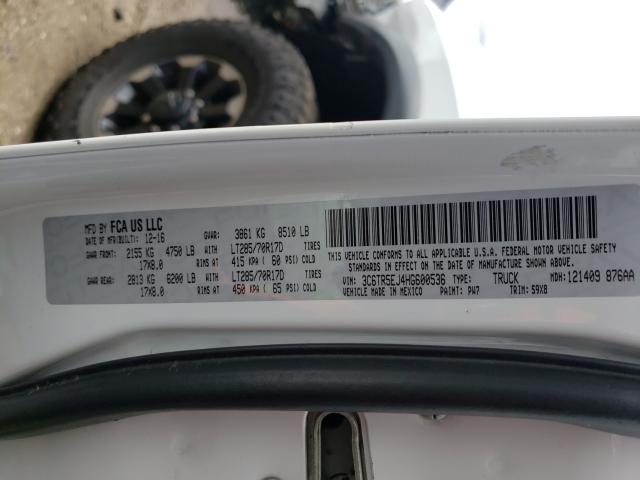 MFD BY FCA US LLC
DATE OF MFR(BUILT): 12-16 GVWR: 3861 KG 8510 LB
GAWR FRONT: 2155 KG 4750 LB WITH LT285/70R17D TIRES
17X8.0 RIMS AT 415 KPA ( 60 PSI) COLD
GAWR REAR: 2813 KG 6200 LB WITH LT285/70R17D TIRES
17X8.0 RIMS AT 450 KPA ( 65 PSI) COLD
THIS VEHICLE CONFORMS TO ALL APPLICABLE U.S.A. FEDERAL MOTOR VEHICLE SAFETY
STANDARDS IN EFFECT ON THE DATE OF MANUFACTURE SHOWN ABOVE.
VIN: 3C6TR5EJ4HG600536 TYPE: TRUCK MDH: 121409 876AA
VEHICLE MADE IN MEXICO PAINT: PW7 TRIM: S9X8